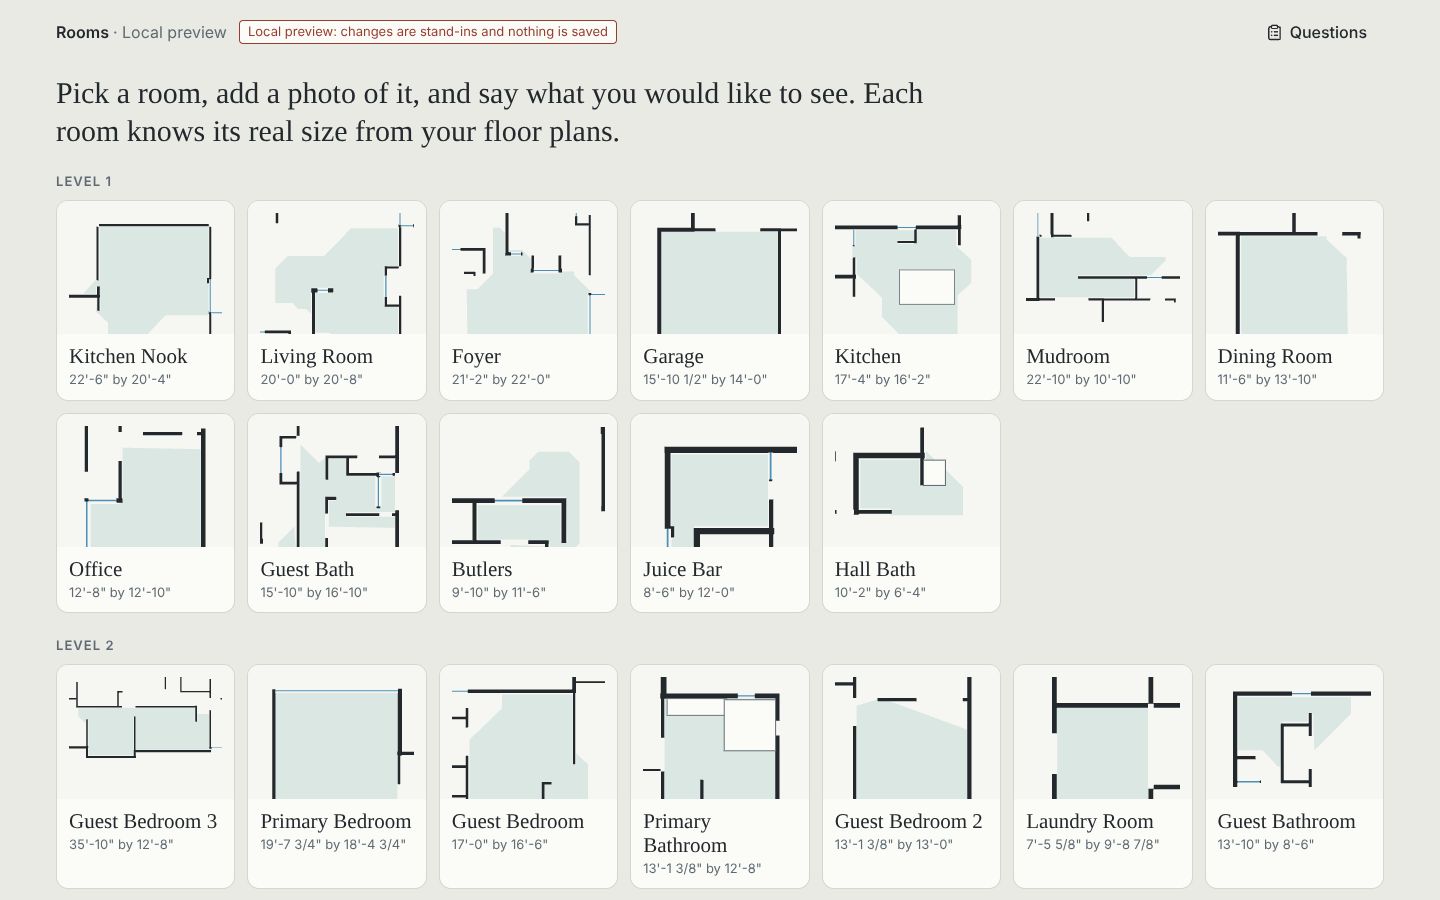 Rooms · Local preview
Local preview: changes are stand-ins and nothing is saved
Questions
Pick a room, add a photo of it, and say what you would like to see. Each
room knows its real size from your floor plans.
LEVEL 1
Kitchen Nook
22'-6" by 20'-4"
Living Room
20'-0" by 20'-8"
Foyer
21'-2" by 22'-0"
Garage
15'-10 1/2" by 14'-0"
Kitchen
17'-4" by 16'-2"
Mudroom
22'-10" by 10'-10"
Dining Room
11'-6" by 13'-10"
Office
12'-8" by 12'-10"
Guest Bath
15'-10" by 16'-10"
Butlers
9'-10" by 11'-6"
Juice Bar
8'-6" by 12'-0"
Hall Bath
10'-2" by 6'-4"
LEVEL 2
Guest Bedroom 3
35'-10" by 12'-8"
Primary Bedroom
19'-7 3/4" by 18'-4 3/4"
Guest Bedroom
17'-0" by 16'-6"
Primary
Bathroom
13'-1 3/8" by 12'-8"
Guest Bedroom 2
13'-1 3/8" by 13'-0"
Laundry Room
7'-5 5/8" by 9'-8 7/8"
Guest Bathroom
13'-10" by 8'-6"